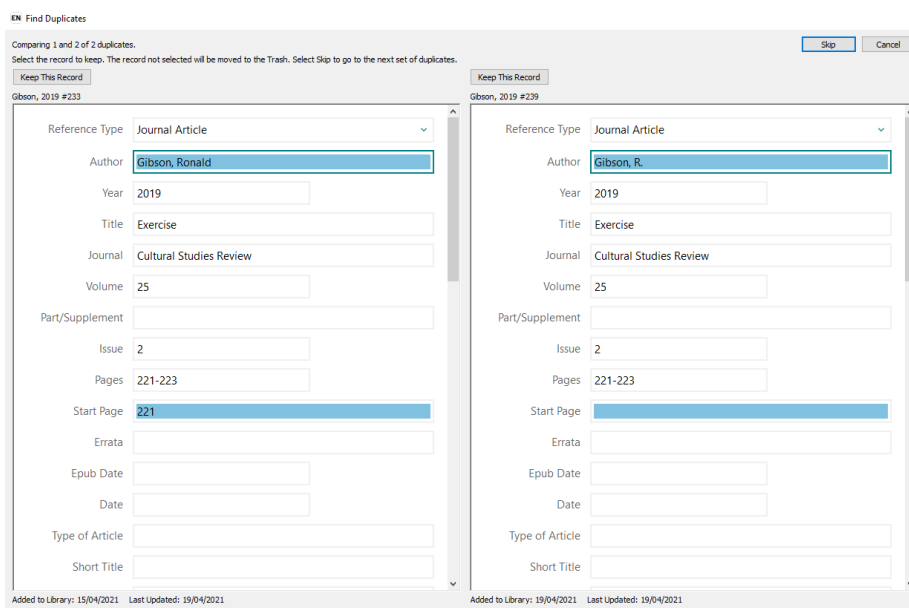 EN Find Duplicates
Comparing 1 and 2 of 2 duplicates.
Skip
Cancel
Select the record to keep. The record not selected will be moved to the Trash. Select Skip to go to the next set of duplicates.
Keep This Record
Gibson, 2019 #233
Reference Type Journal Article
Author Gibson, Ronald
Year 2019
Title Exercise
Journal Cultural Studies Review
Volume 25
Part/Supplement
Issue 2
Pages 221-223
Start Page 221
Errata
Epub Date
Date
Type of Article
Short Title
Added to Library: 15/04/2021 Last Updated: 19/04/2021
Keep This Record
Gibson, 2019 #239
Reference Type Journal Article
Author Gibson, R.
Year 2019
Title Exercise
Journal Cultural Studies Review
Volume 25
Part/Supplement
Issue 2
Pages 221-223
Start Page
Errata
Epub Date
Date
Type of Article
Short Title
Added to Library: 19/04/2021 Last Updated: 19/04/2021